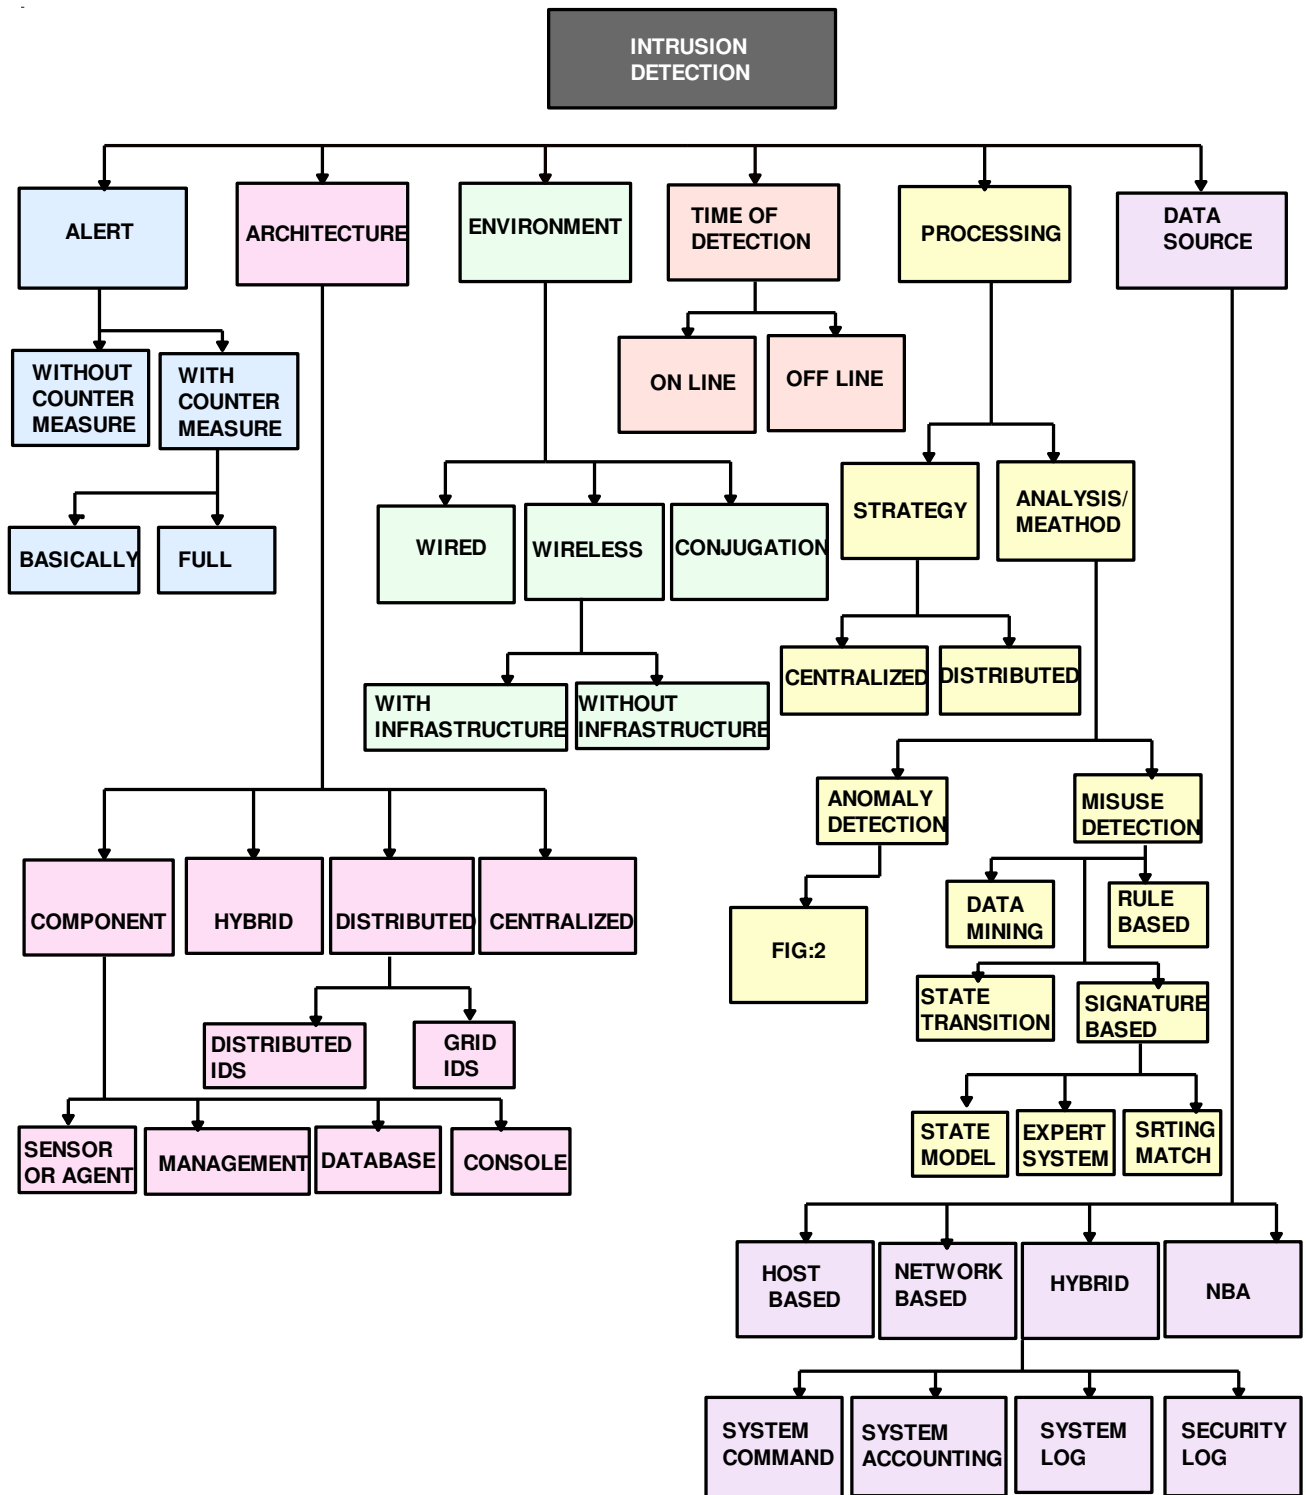 INTRUSION
DETECTION
ALERT
ARCHITECTURE
ENVIRONMENT
TIME OF
DETECTION
PROCESSING
DATA
SOURCE
WITHOUT
COUNTER
MEASURE
WITH
COUNTER
MEASURE
ON LINE
OFF LINE
BASICALLY
FULL
WIRED
WIRELESS
CONJUGATION
STRATEGY
ANALYSIS/
MEATHOD
WITH
INFRASTRUCTURE
WITHOUT
INFRASTRUCTURE
CENTRALIZED
DISTRIBUTED
ANOMALY
DETECTION
MISUSE
DETECTION
COMPONENT
HYBRID
DISTRIBUTED
CENTRALIZED
FIG:2
DATA
MINING
RULE
BASED
STATE
TRANSITION
SIGNATURE
BASED
DISTRIBUTED
IDS
GRID
IDS
SENSOR
OR AGENT
MANAGEMENT
DATABASE
CONSOLE
STATE
MODEL
EXPERT
SYSTEM
SRTING
MATCH
HOST
BASED
NETWORK
BASED
HYBRID
NBA
SYSTEM
COMMAND
SYSTEM
ACCOUNTING
SYSTEM
LOG
SECURITY
LOG